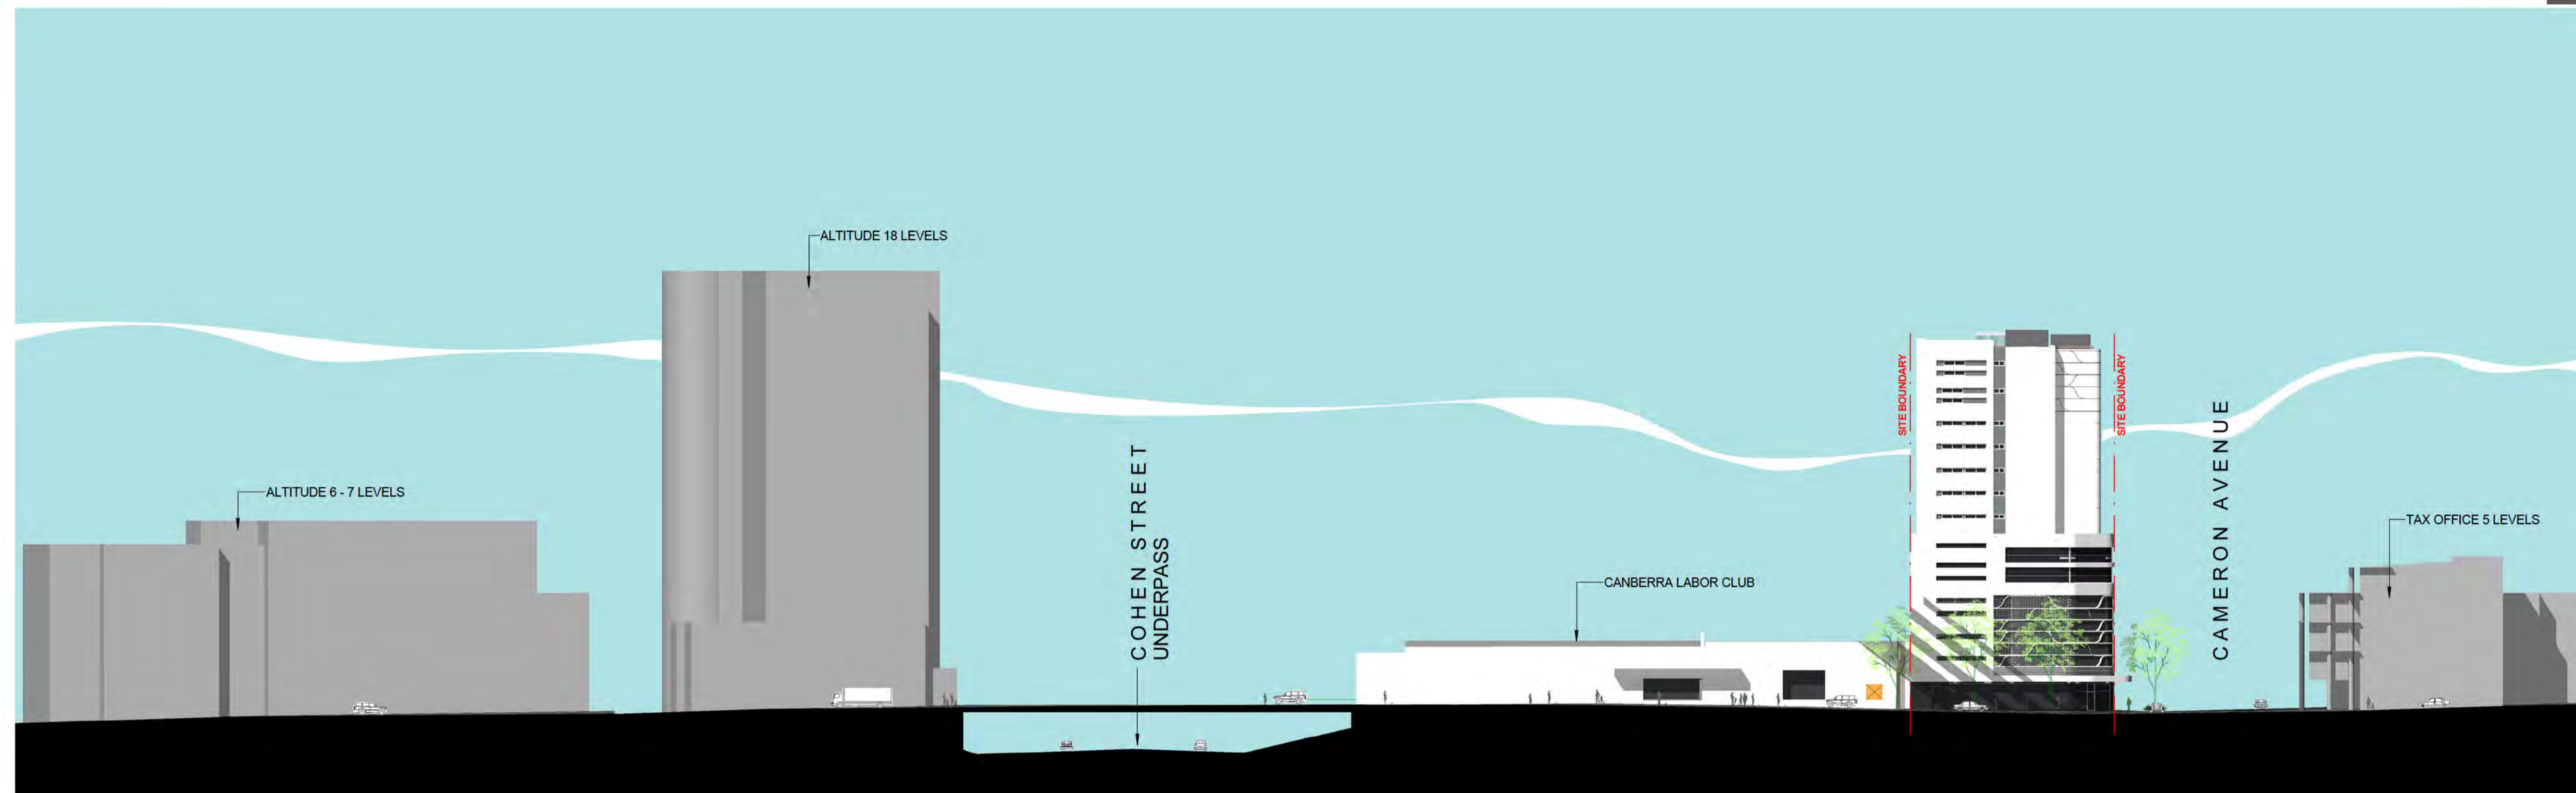 ALTITUDE 18 LEVELS
SITE BOUNDARY
SITE BOUNDARY
CAMERON AVENUE
COHEN STREET
UNDERPASS
ALTITUDE 6 - 7 LEVELS
TAX OFFICE 5 LEVELS
CANBERRA LABOR CLUB